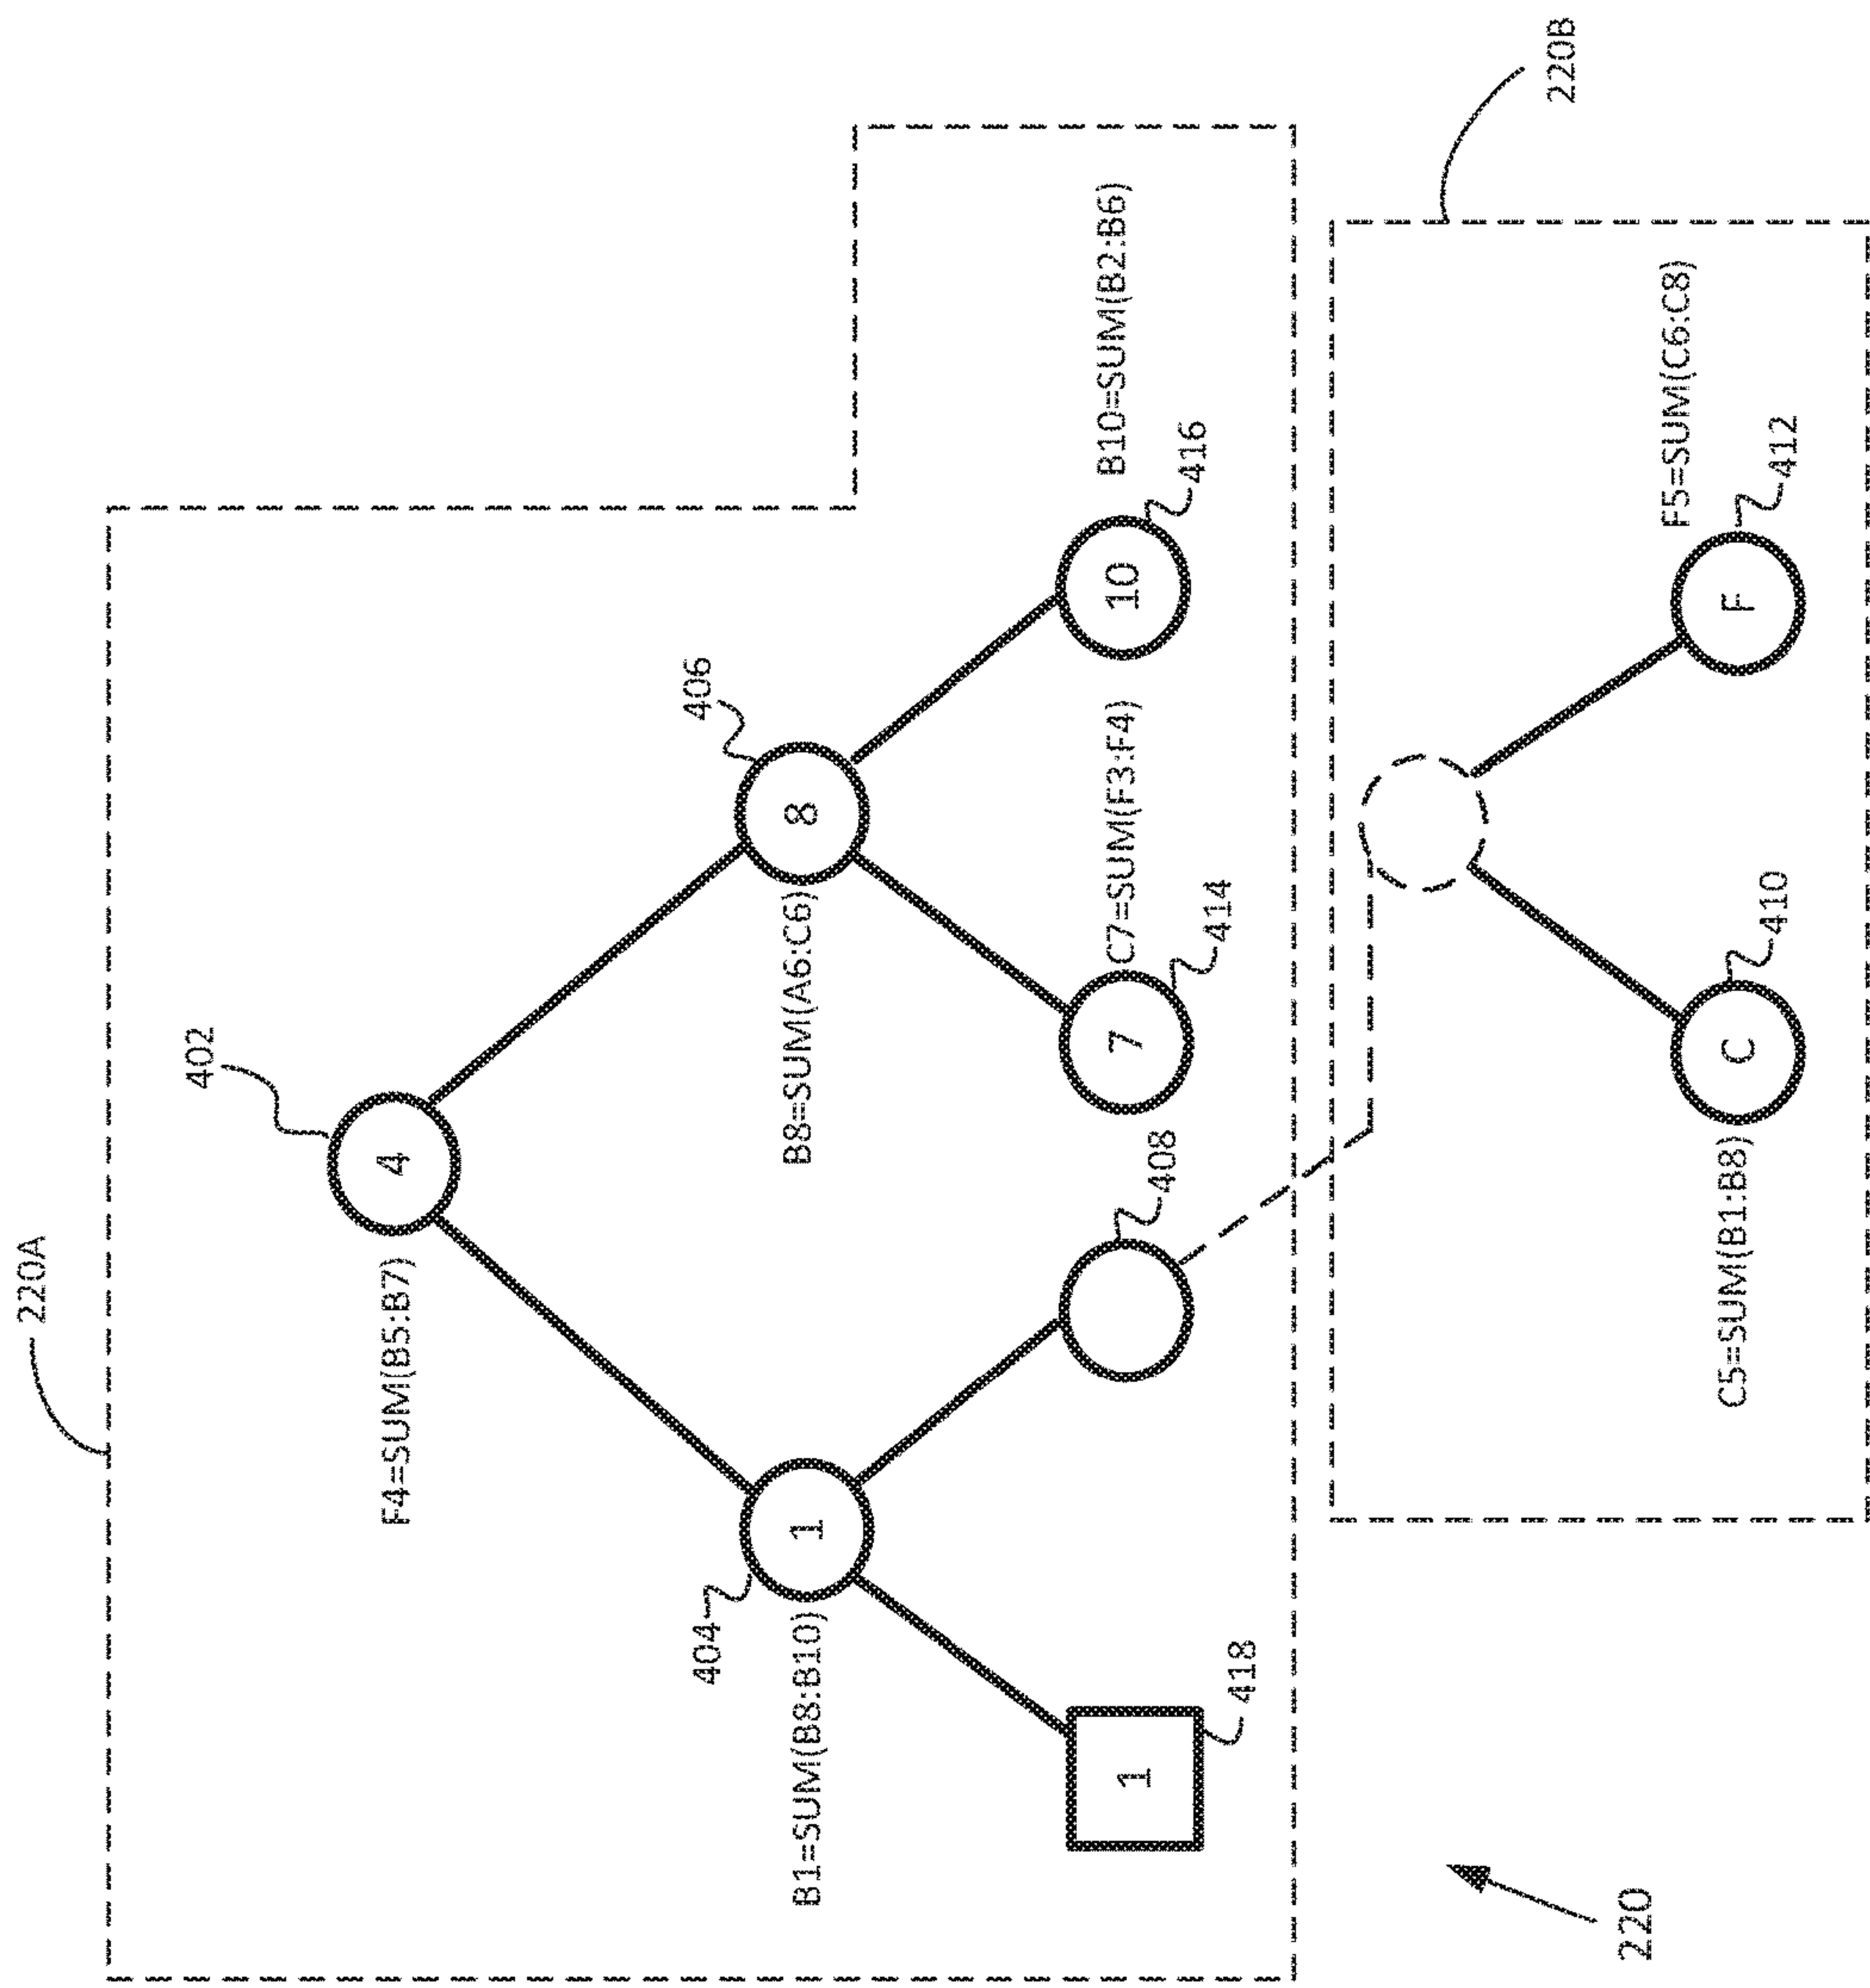 220A
402
F4=SUM(B5:B7)
4
404
406
B1=SUM(B8:B10)
1
B8=SUM(A6:C6)
8
1
418
408
7
C7=SUM(F3:F4)
414
10
B10=SUM(B2:B6)
416
220B
C5=SUM(B1:B8)
C
410
F
F5=SUM(C6:C8)
412
220